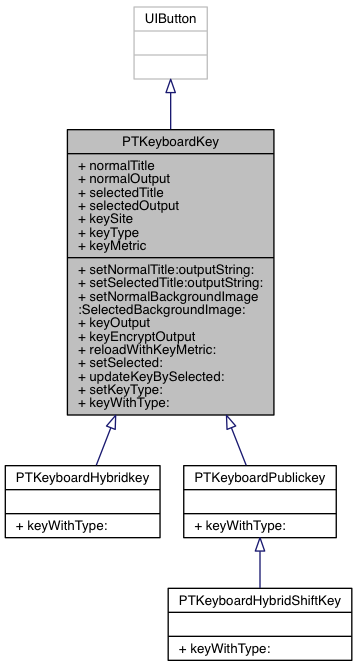 UIButton
PTKeyboardKey
+ normalTitle
+ normalOutput
+ selectedTitle
+ selectedOutput
+ keySite
+ keyType
+ keyMetric
+ setNormalTitle:outputString:
+ setSelectedTitle:outputString:
+ setNormalBackgroundImage
:SelectedBackgroundImage:
+ keyOutput
+ keyEncryptOutput
+ reloadWithKeyMetric:
+ setSelected:
+ updateKeyBySelected:
+ setKeyType:
+ keyWithType:
PTKeyboardHybridkey
+ keyWithType:
PTKeyboardPublickey
+ keyWithType:
PTKeyboardHybridShiftKey
+ keyWithType: